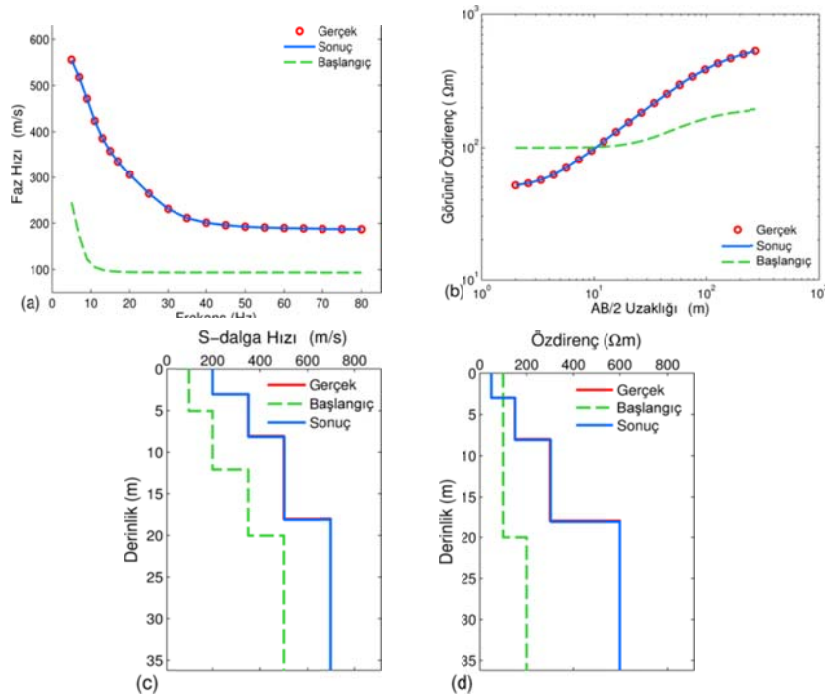 600
500
400
300
200
100
Faz Hızı (m/s)
Gerçek
Sonuç
Başlangıç
(a)
0 10 20 30 40 50 60 70 80
Frekans (Hz)
10³
10²
10¹
Görünür Özdirenç (Ωm)
Gerçek
Sonuç
Başlangıç
(b)
10⁰ 10¹ 10² 10³
AB/2 Uzaklığı (m)
S-dalga Hızı (m/s)
0 200 400 600 800
0
5
10
15
20
25
30
35
Derinlik (m)
Gerçek
Başlangıç
Sonuç
(c)
Özdirenç (Ωm)
0 200 400 600 800
0
5
10
15
20
25
30
35
Derinlik (m)
Gerçek
Başlangıç
Sonuç
(d)